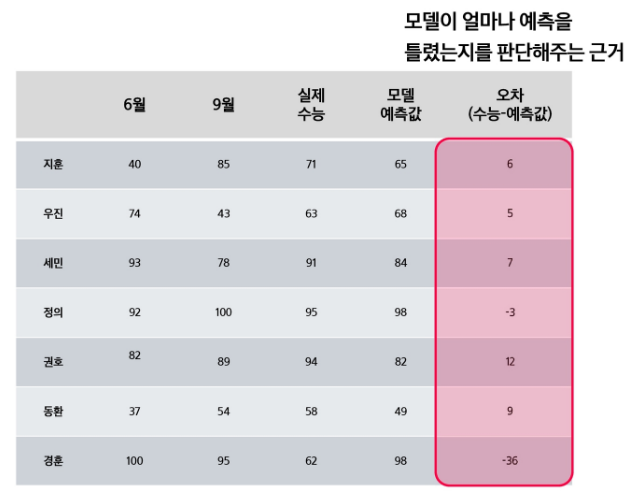 모델이 얼마나 예측을
틀렸는지를 판단해주는 근거
6월 9월 실제 수능 모델 예측값 오차 (수능-예측값)
지훈 40 85 71 65 6
우진 74 43 63 68 5
세민 93 78 91 84 7
정의 92 100 95 98 -3
권호 82 89 94 82 12
동환 37 54 58 49 9
경훈 100 95 62 98 -36